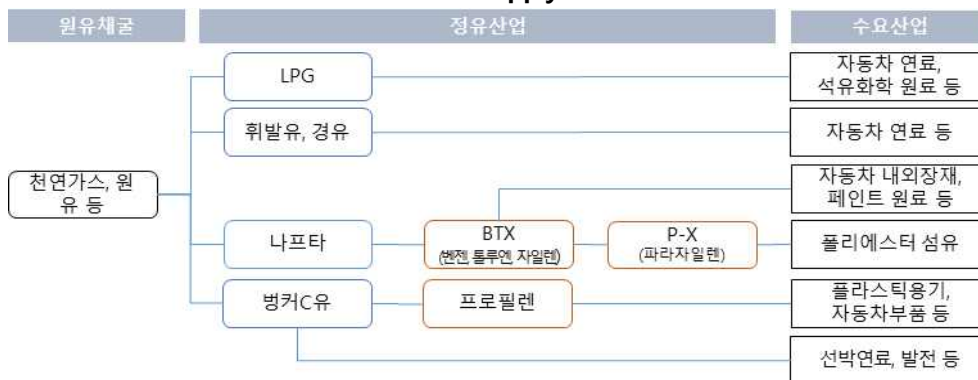 원유채굴
정유산업
수요산업
LPG
자동차 연료,
석유화학 원료 등
휘발유, 경유
자동차 연료 등
천연가스, 원
유 등
자동차 내외장재,
페인트 원료 등
나프타
BTX
(벤젠, 톨루엔, 자일렌)
P-X
(파라자일렌)
폴리에스터 섬유
벙커C유
프로필렌
플라스틱용기,
자동차부품 등
선박연료, 발전 등